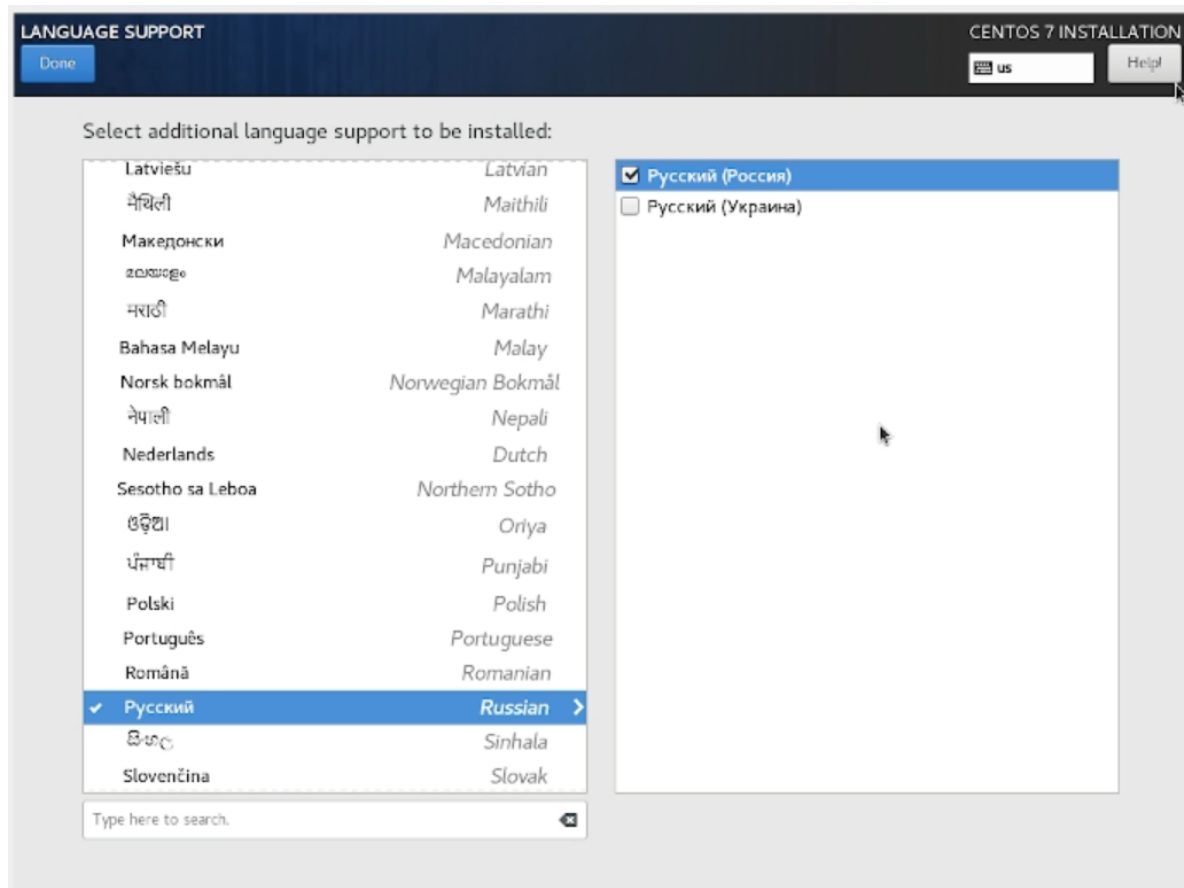 LANGUAGE SUPPORT
CENTOS 7 INSTALLATION
Done
us
Help!
Select additional language support to be installed:
Latviešu Latvian
मैथिली Maithili
Македонски Macedonian
മലയാളം Malayalam
मराठी Marathi
Bahasa Melayu Malay
Norsk bokmål Norwegian Bokmål
नेपाली Nepali
Nederlands Dutch
Sesotho sa Leboa Northern Sotho
ଓଡ଼ିଆ Oriya
ਪੰਜਾਬੀ Punjabi
Polski Polish
Português Portuguese
Română Romanian
Русский Russian
සිංහල Sinhala
Slovenčina Slovak
Type here to search.
Русский (Россия)
Русский (Украина)